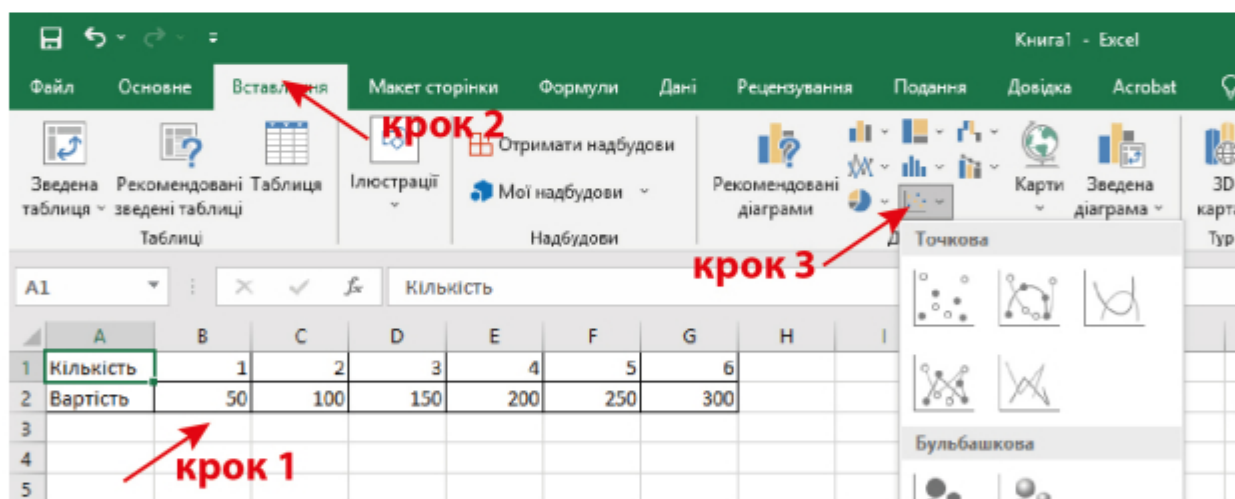 Книга1 - Excel
Файл Основне Вставлення Макет сторінки Формули Дані Рецензування Подання Довідка Acrobat
крок 2
Отримати надбудови
Зведена Рекомендовані Таблиця Ілюстрації Мої надбудови Рекомендовані Карти Зведена 3D
таблиця зведені таблиці діаграми діаграма карта
Таблиці Надбудови Д Тур
Точкова
крок 3
A1 fx Кількість
A B C D E F G H I
1 Кількість 1 2 3 4 5 6
2 Вартість 50 100 150 200 250 300
3
Бульбашкова
4
крок 1
5